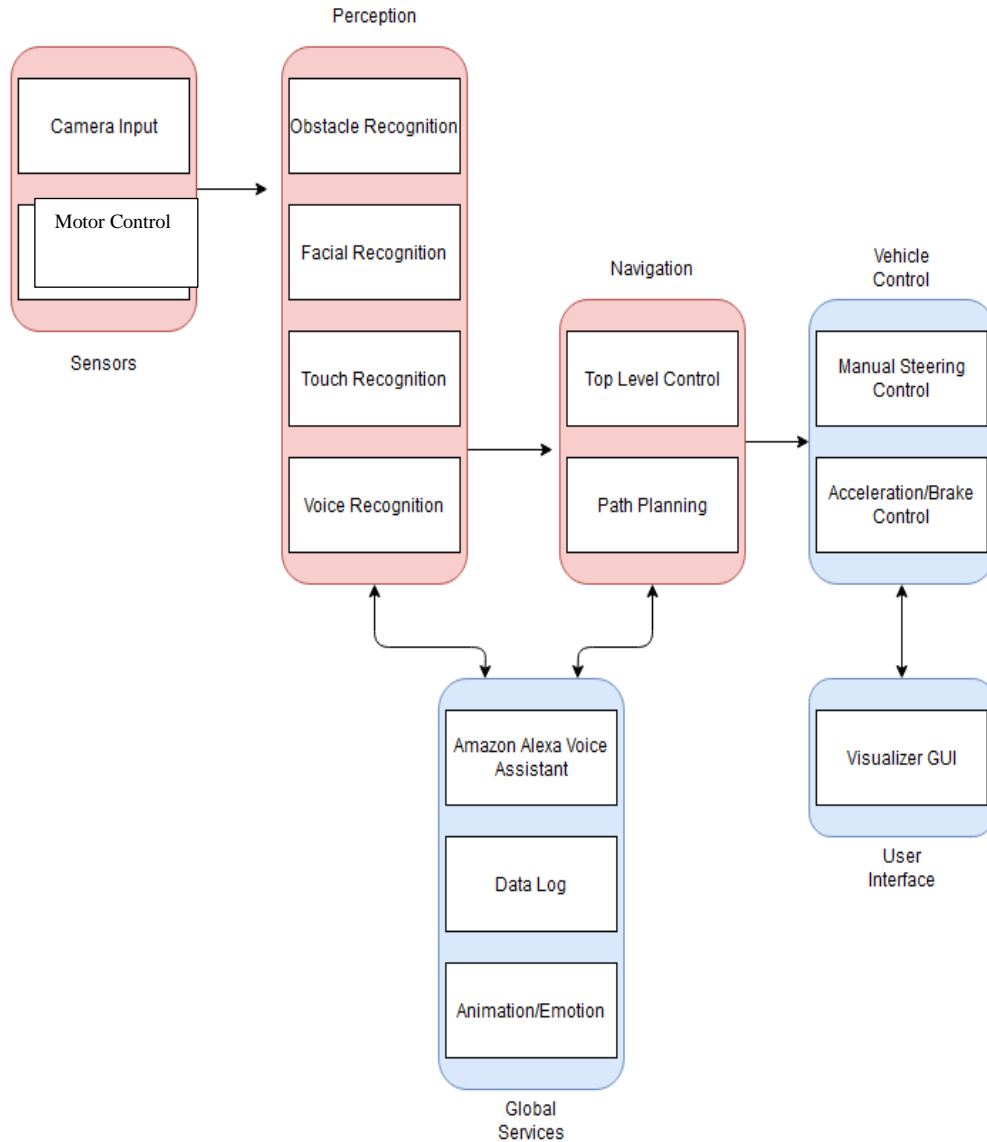 Perception
Camera Input
Motor Control
Sensors
Obstacle Recognition
Facial Recognition
Touch Recognition
Voice Recognition
Navigation
Top Level Control
Path Planning
Vehicle
Control
Manual Steering
Control
Acceleration/Brake
Control
Amazon Alexa Voice
Assistant
Data Log
Animation/Emotion
Global
Services
Visualizer GUI
User
Interface